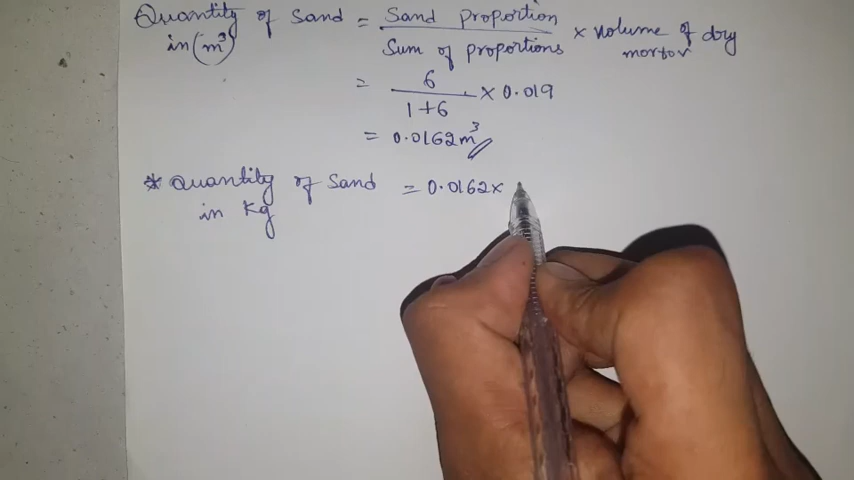 Quantity of Sand = Sand proportion / Sum of proportions × volume of dry
in (m³) mortor
= 6 / 1+6 × 0.019
= 0.0162m³
* Quantity of Sand = 0.0162×
in Kg